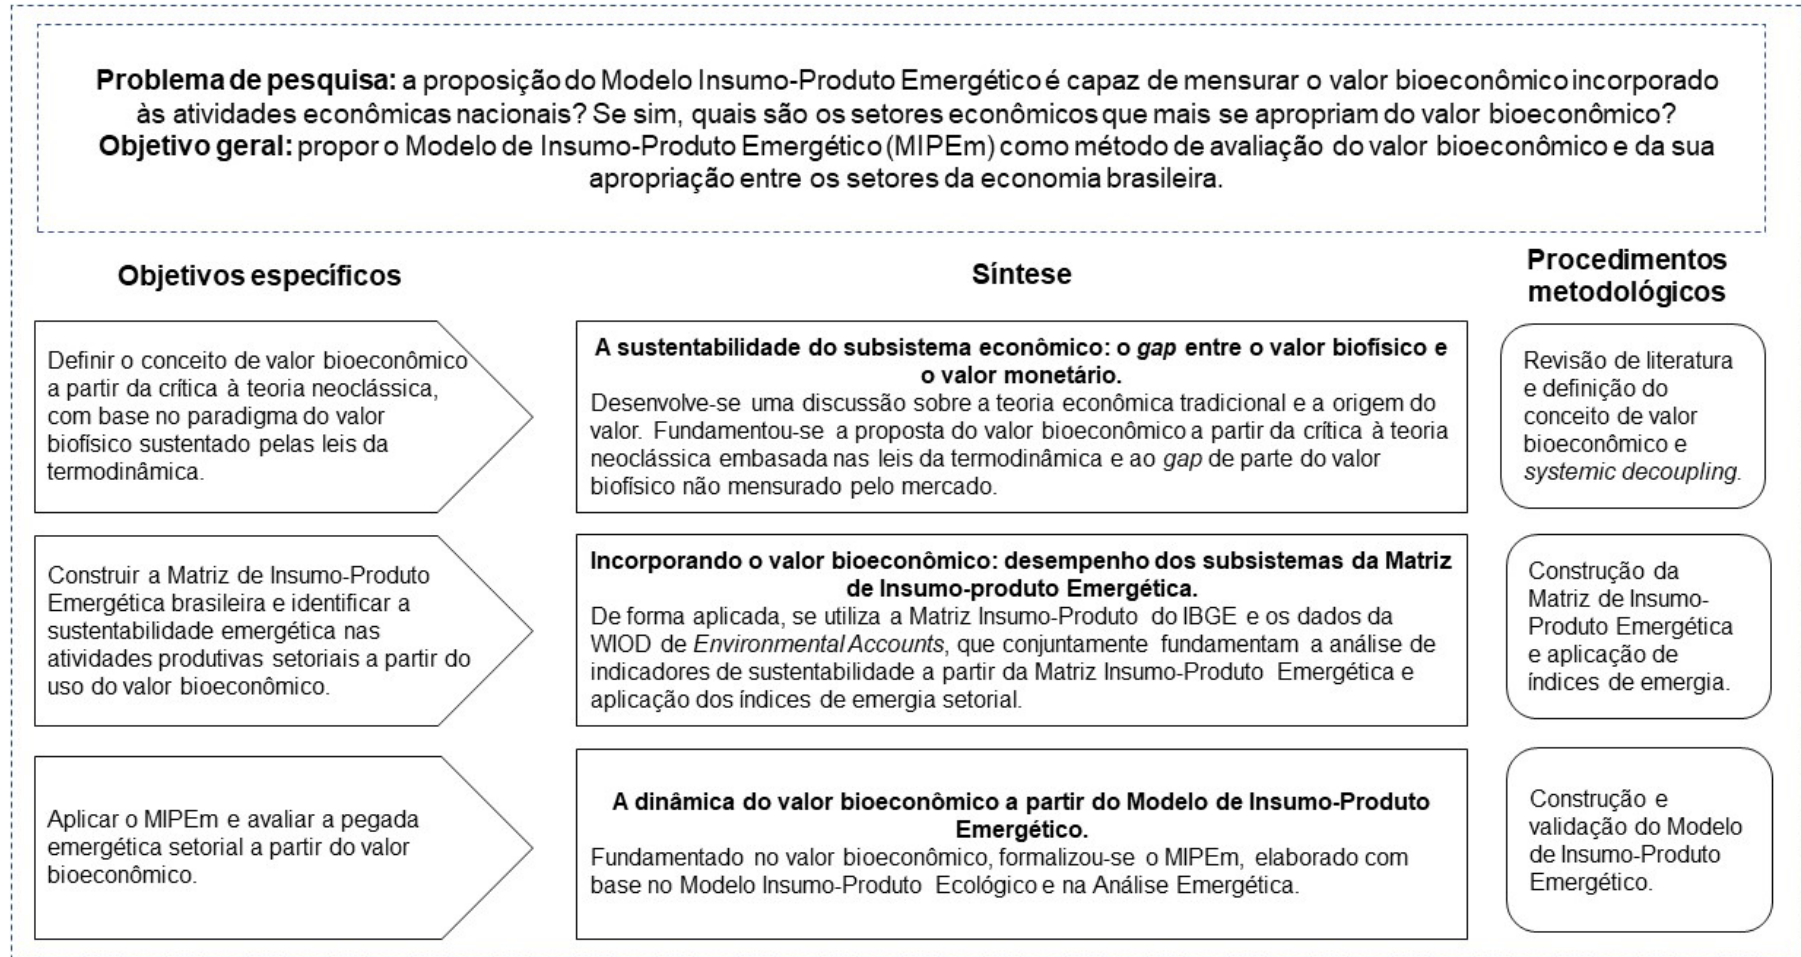 Problema de pesquisa: a proposição do Modelo Insumo-Produto Emergético é capaz de mensurar o valor bioeconômico incorporado
às atividades econômicas nacionais? Se sim, quais são os setores econômicos que mais se apropriam do valor bioeconômico?
Objetivo geral: propor o Modelo de Insumo-Produto Emergético (MIPEm) como método de avaliação do valor bioeconômico e da sua
apropriação entre os setores da economia brasileira.
Objetivos específicos
Síntese
Procedimentos
metodológicos
Definir o conceito de valor bioeconômico
a partir da crítica à teoria neoclássica,
com base no paradigma do valor
biofísico sustentado pelas leis da
termodinâmica.
A sustentabilidade do subsistema econômico: o gap entre o valor biofísico e
o valor monetário.
Desenvolve-se uma discussão sobre a teoria econômica tradicional e a origem do
valor. Fundamentou-se a proposta do valor bioeconômico a partir da crítica à teoria
neoclássica embasada nas leis da termodinâmica e ao gap de parte do valor
biofísico não mensurado pelo mercado.
Revisão de literatura
e definição do
conceito de valor
bioeconômico e
systemic decoupling.
Construir a Matriz de Insumo-Produto
Emergética brasileira e identificar a
sustentabilidade emergética nas
atividades produtivas setoriais a partir do
uso do valor bioeconômico.
Incorporando o valor bioeconômico: desempenho dos subsistemas da Matriz
de Insumo-produto Emergética.
De forma aplicada, se utiliza a Matriz Insumo-Produto do IBGE e os dados da
WIOD de Environmental Accounts, que conjuntamente fundamentam a análise de
indicadores de sustentabilidade a partir da Matriz Insumo-Produto Emergética e
aplicação dos índices de emergia setorial.
Construção da
Matriz de Insumo-
Produto Emergética
e aplicação de
índices de emergia.
Aplicar o MIPEm e avaliar a pegada
emergética setorial a partir do valor
bioeconômico.
A dinâmica do valor bioeconômico a partir do Modelo de Insumo-Produto
Emergético.
Fundamentado no valor bioeconômico, formalizou-se o MIPEm, elaborado com
base no Modelo Insumo-Produto Ecológico e na Análise Emergética.
Construção e
validação do Modelo
de Insumo-Produto
Emergético.